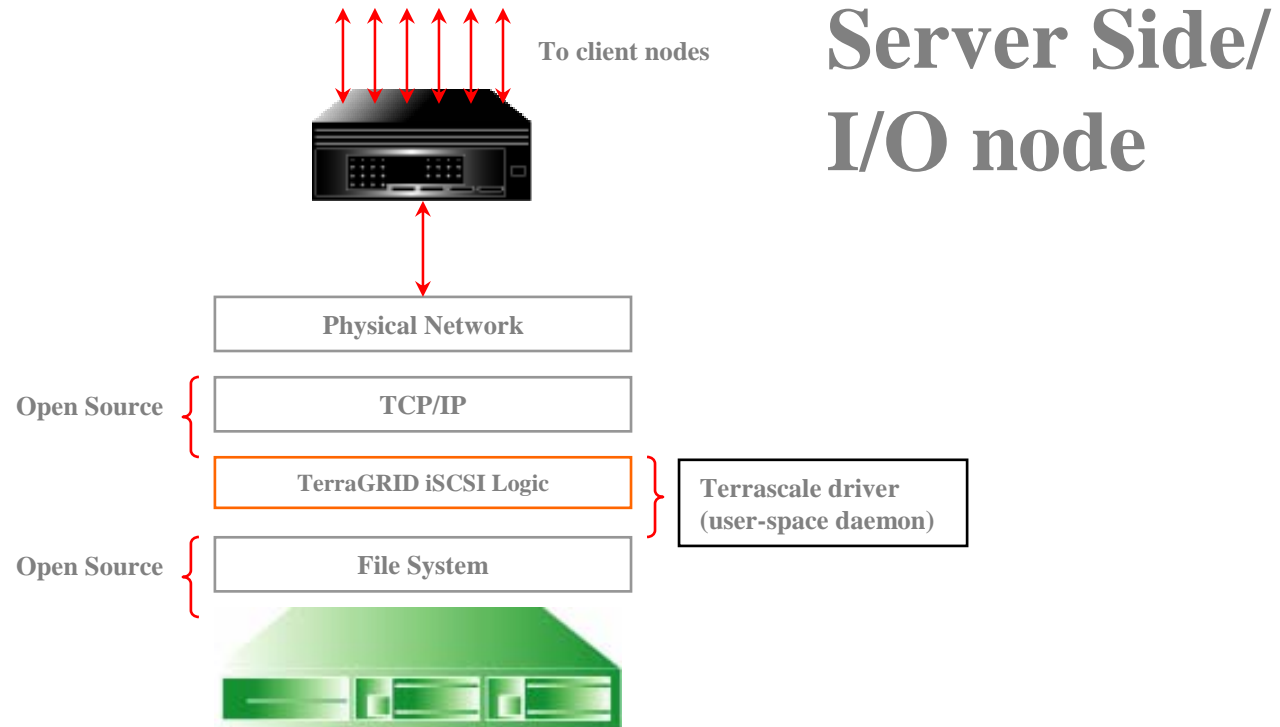 Server Side/
I/O node
To client nodes
Physical Network
Open Source
TCP/IP
TerraGRID iSCSI Logic
Terrascale driver
(user-space daemon)
Open Source
File System